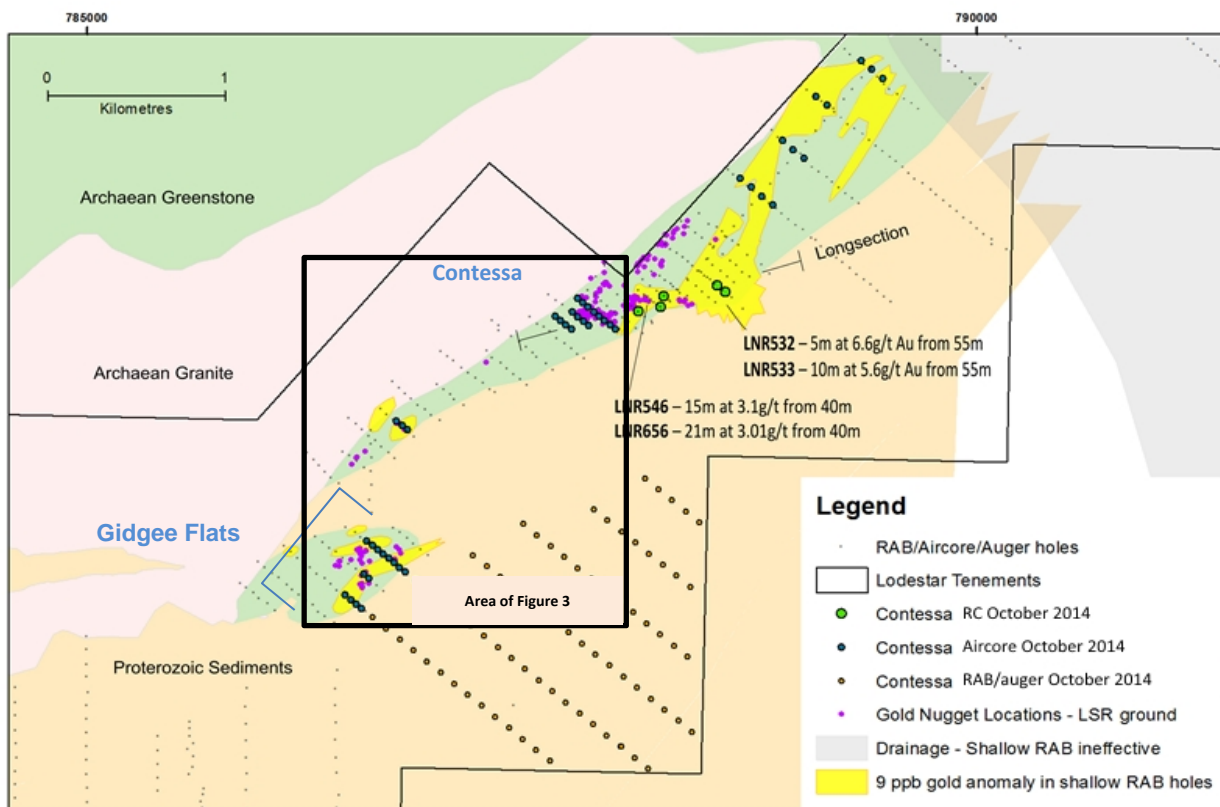 785000
790000
0 1
Kilometres
Archaean Greenstone
Contessa
Longsection
Archaean Granite
LNR532 – 5m at 6.6g/t Au from 55m
LNR533 – 10m at 5.6g/t Au from 55m
LNR546 – 15m at 3.1g/t from 40m
LNR656 – 21m at 3.01g/t from 40m
Gidgee Flats
Area of Figure 3
Proterozoic Sediments
Legend
RAB/Aircore/Auger holes
Lodestar Tenements
Contessa RC October 2014
Contessa Aircore October 2014
Contessa RAB/auger October 2014
Gold Nugget Locations - LSR ground
Drainage - Shallow RAB ineffective
9 ppb gold anomaly in shallow RAB holes